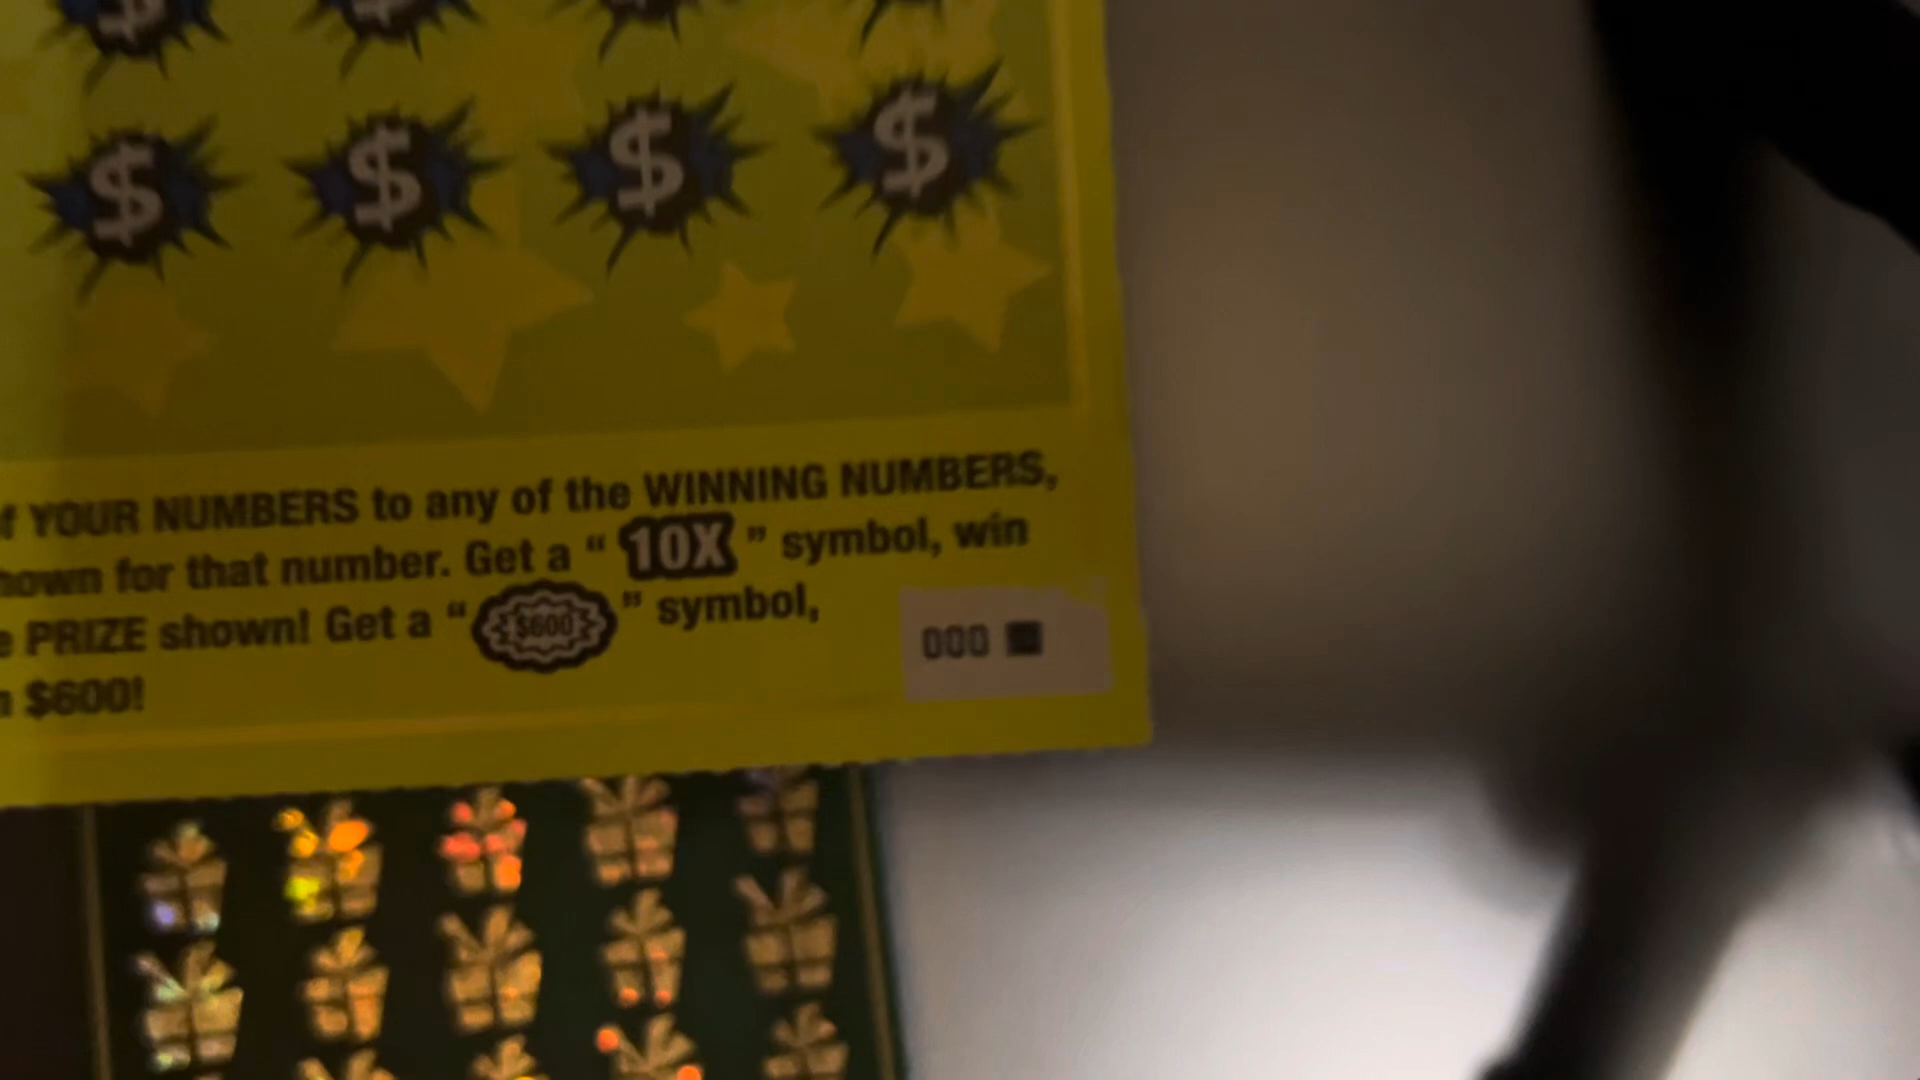 $ $ $ $
$ $ $ $
YOUR NUMBERS to any of the WINNING NUMBERS,
for that number. Get a “ 10X ” symbol, win
PRIZE shown! Get a “ $600 ” symbol,
$600!
000